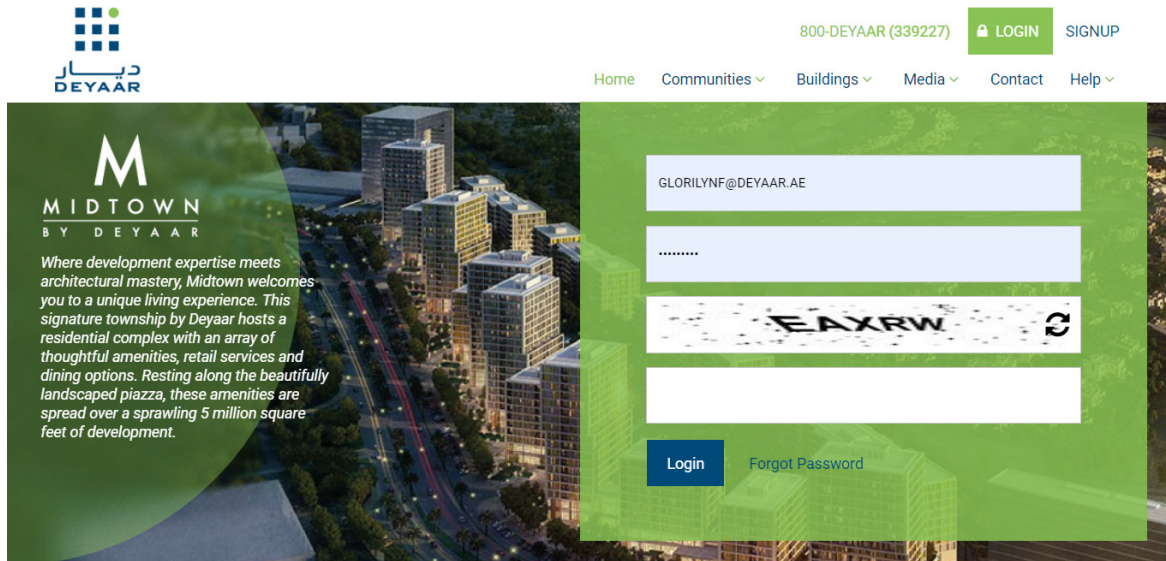 800-DEYAAR (339227)
LOGIN
SIGNUP
ديــــار
DEYAAR
Home
Communities
Buildings
Media
Contact
Help
M
MIDTOWN
BY DEYAAR
Where development expertise meets
architectural mastery, Midtown welcomes
you to a unique living experience. This
signature township by Deyaar hosts a
residential complex with an array of
thoughtful amenities, retail services and
dining options. Resting along the beautifully
landscaped piazza, these amenities are
spread over a sprawling 5 million square
feet of development.
GLORILYNF@DEYAAR.AE
•••••••••
EAXRW
Login
Forgot Password